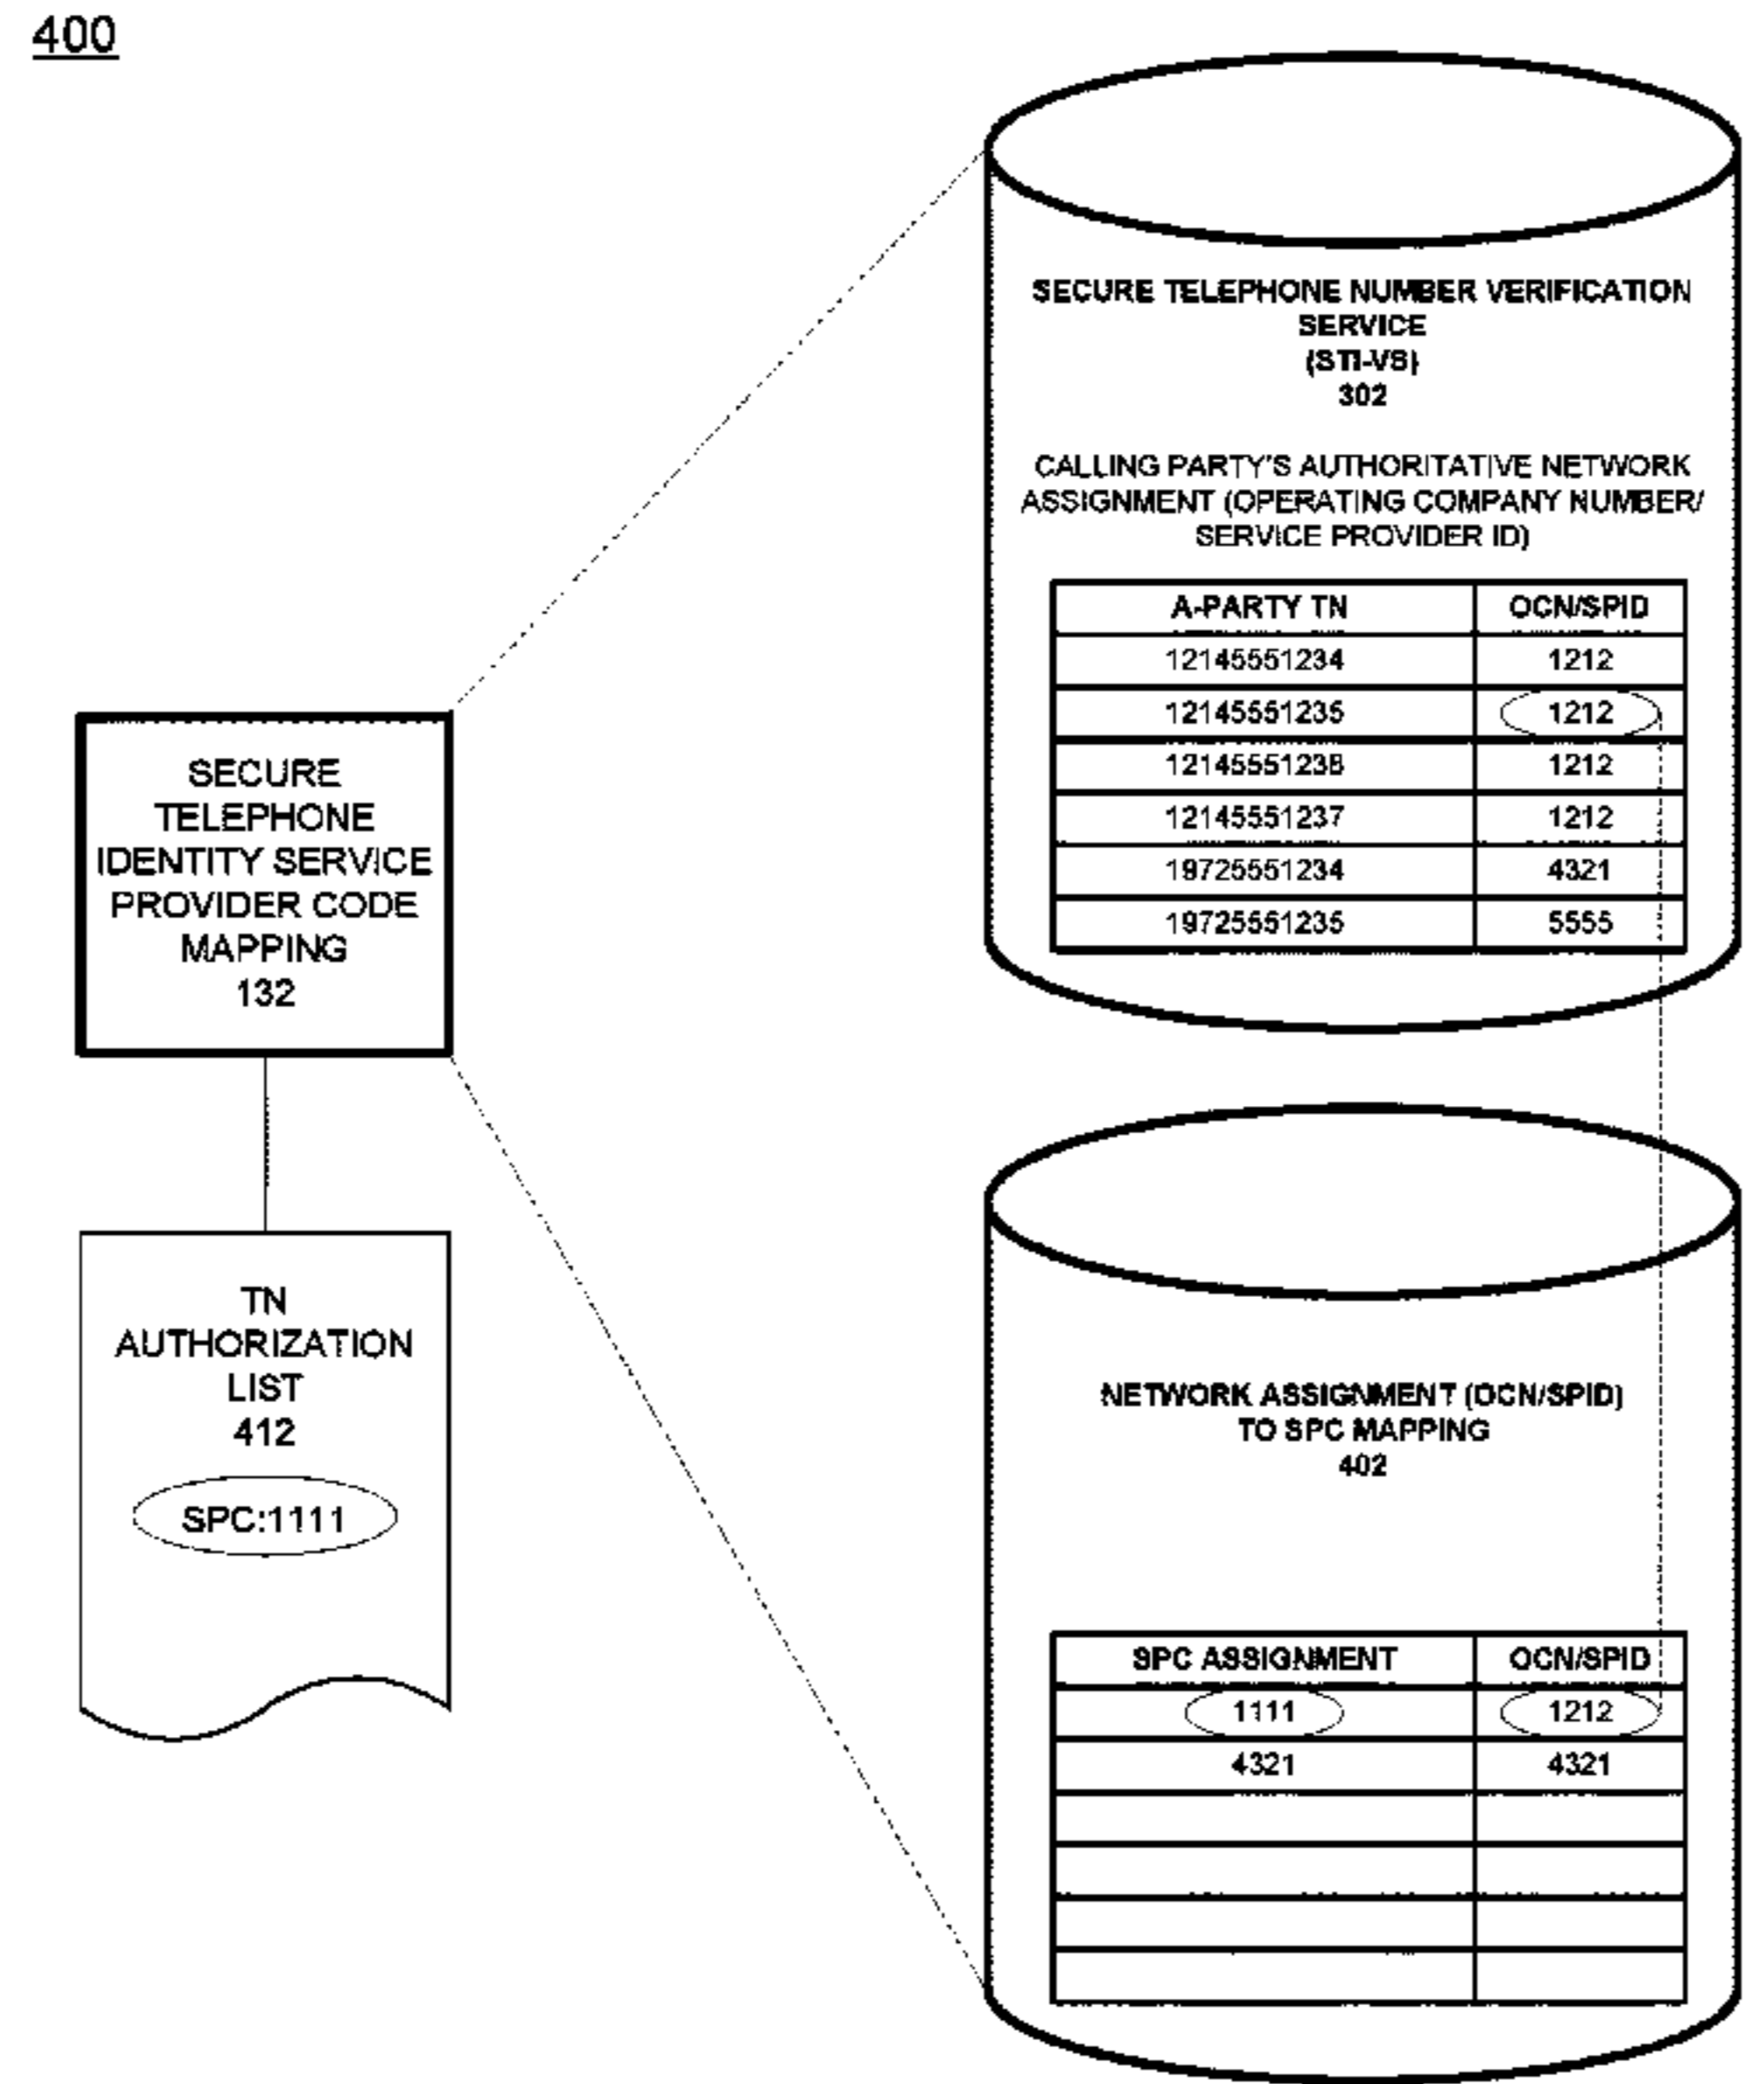 400
SECURE TELEPHONE NUMBER VERIFICATION
SERVICE
(STI-VS)
302
CALLING PARTY'S AUTHORITATIVE NETWORK
ASSIGNMENT (OPERATING COMPANY NUMBER/
SERVICE PROVIDER ID)
A-PARTY TN OCN/SPID
12145551234 1212
12145551235 1212
12145551236 1212
12145551237 1212
19725551234 4321
19725551235 5555
SECURE
TELEPHONE
IDENTITY SERVICE
PROVIDER CODE
MAPPING
132
TN
AUTHORIZATION
LIST
412
SPC:1111
NETWORK ASSIGNMENT (OCN/SPID)
TO SPC MAPPING
402
SPC ASSIGNMENT OCN/SPID
1111 1212
4321 4321